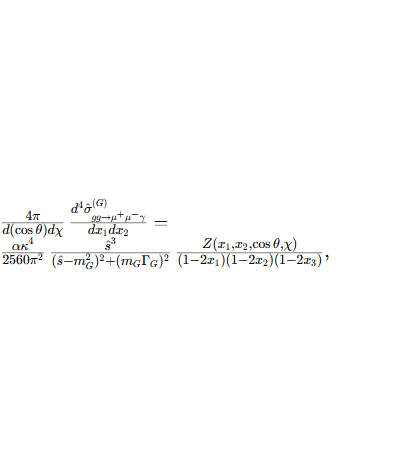 \frac{4\pi}{d(\cos\theta)d\chi} \frac{d^4\hat{\sigma}^{(G)}_{gg\to\mu^+\mu^-\gamma}}{dx_1dx_2} =
\frac{\alpha\kappa^4}{2560\pi^2} \frac{\hat{s}^3}{(\hat{s}-m_G^2)^2+(m_G\Gamma_G)^2} \frac{Z(x_1,x_2,\cos\theta,\chi)}{(1-2x_1)(1-2x_2)(1-2x_3)},